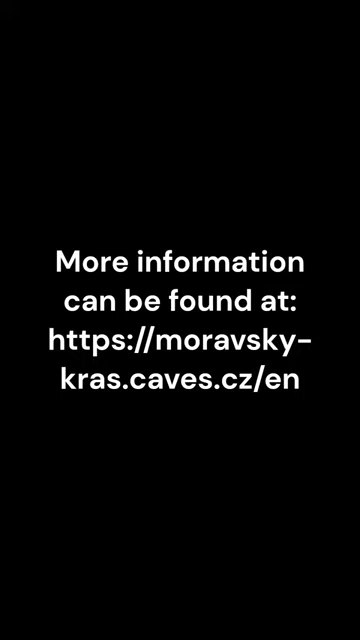 More information
can be found at:
https://moravsky-
kras.caves.cz/en